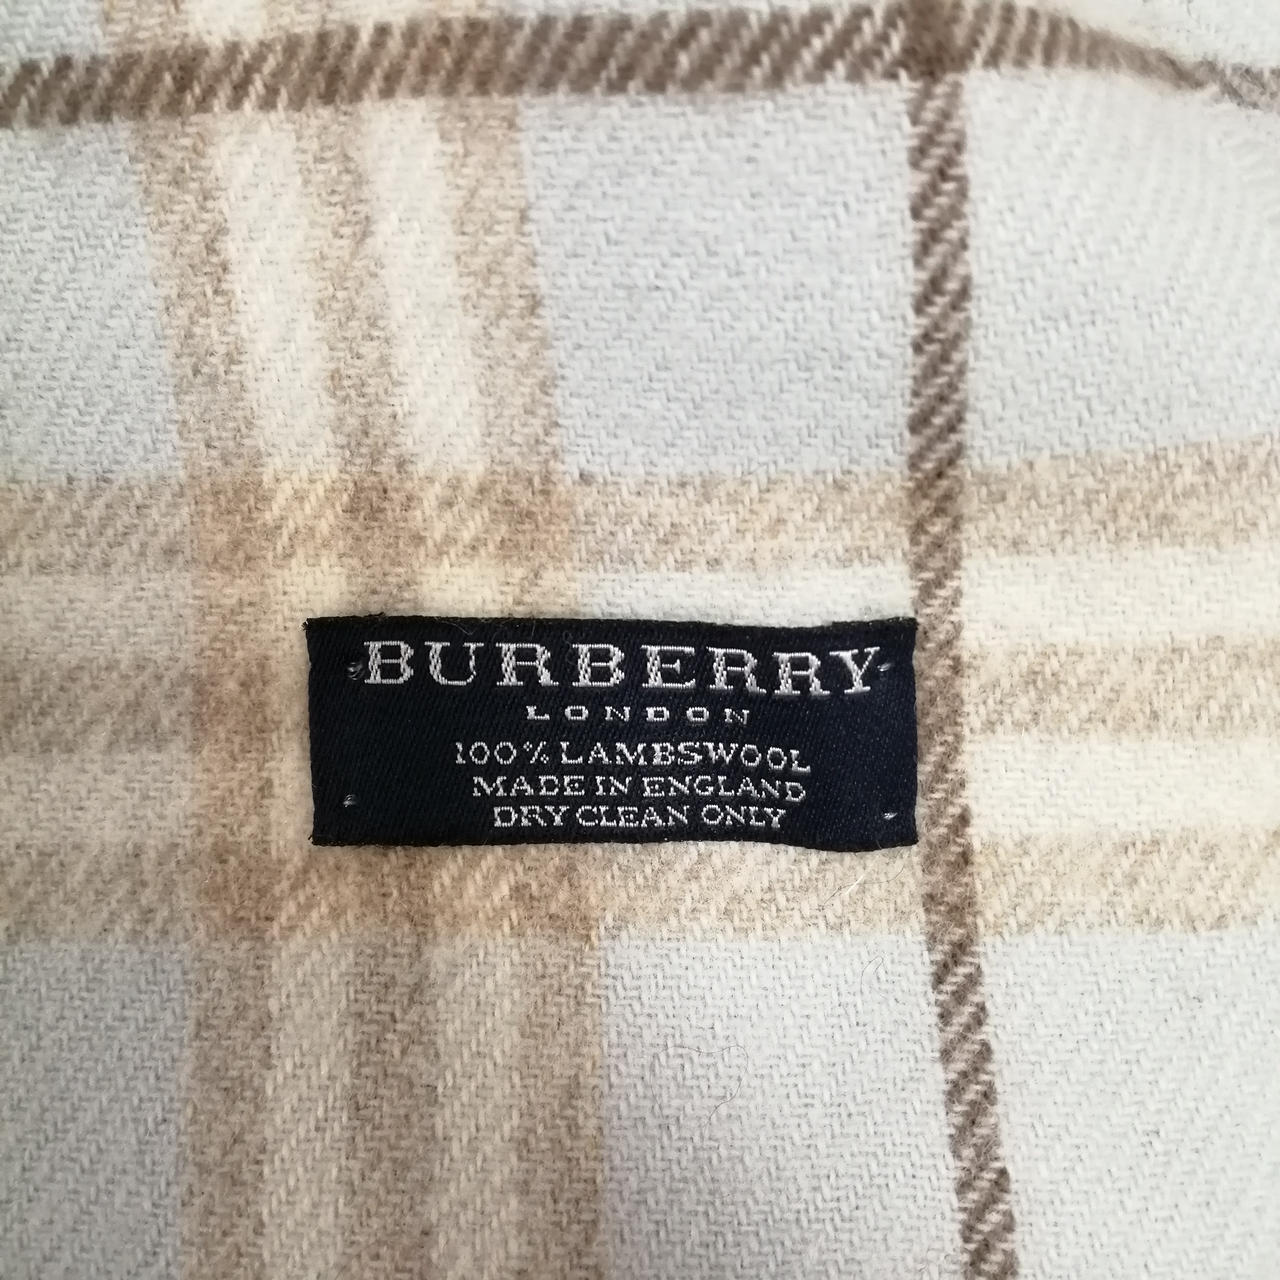 BURBERRY
LONDON
100% LAMBSWOOL
MADE IN ENGLAND
DRY CLEAN ONLY